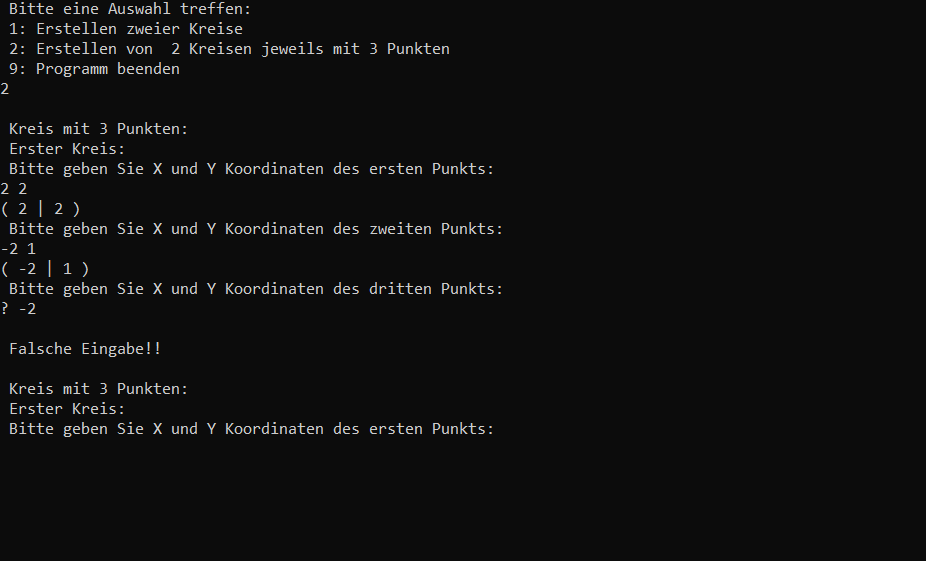 Bitte eine Auswahl treffen:
1: Erstellen zweier Kreise
2: Erstellen von  2 Kreisen jeweils mit 3 Punkten
9: Programm beenden
2
Kreis mit 3 Punkten:
Erster Kreis:
Bitte geben Sie X und Y Koordinaten des ersten Punkts:
2 2
( 2 | 2 )
Bitte geben Sie X und Y Koordinaten des zweiten Punkts:
-2 1
( -2 | 1 )
Bitte geben Sie X und Y Koordinaten des dritten Punkts:
? -2
Falsche Eingabe!!
Kreis mit 3 Punkten:
Erster Kreis:
Bitte geben Sie X und Y Koordinaten des ersten Punkts: